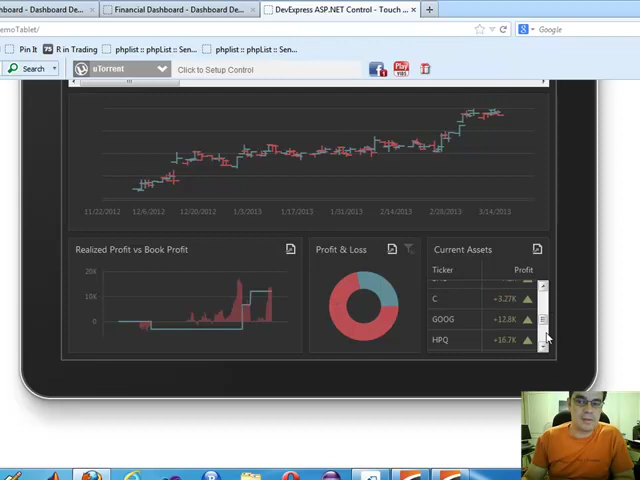 hboard - Dashboard De...
Financial Dashboard - Dashboard De...
DevExpress ASP.NET Control - Touch ...
emoTablet/
Google
Pin It
R in Trading
phplist :: phpList :: Sen...
phplist :: phpList :: Sen...
Search
uTorrent
Click to Setup Control
11/22/2012 12/6/2012 12/20/2012 1/3/2013 1/17/2013 1/31/2013 2/14/2013 2/28/2013 3/14/2013
Realized Profit vs Book Profit
20X
10X
0
Profit & Loss
Current Assets
Ticker Profit
C +3.27K
GOOG +12.8K
HPQ +16.7K